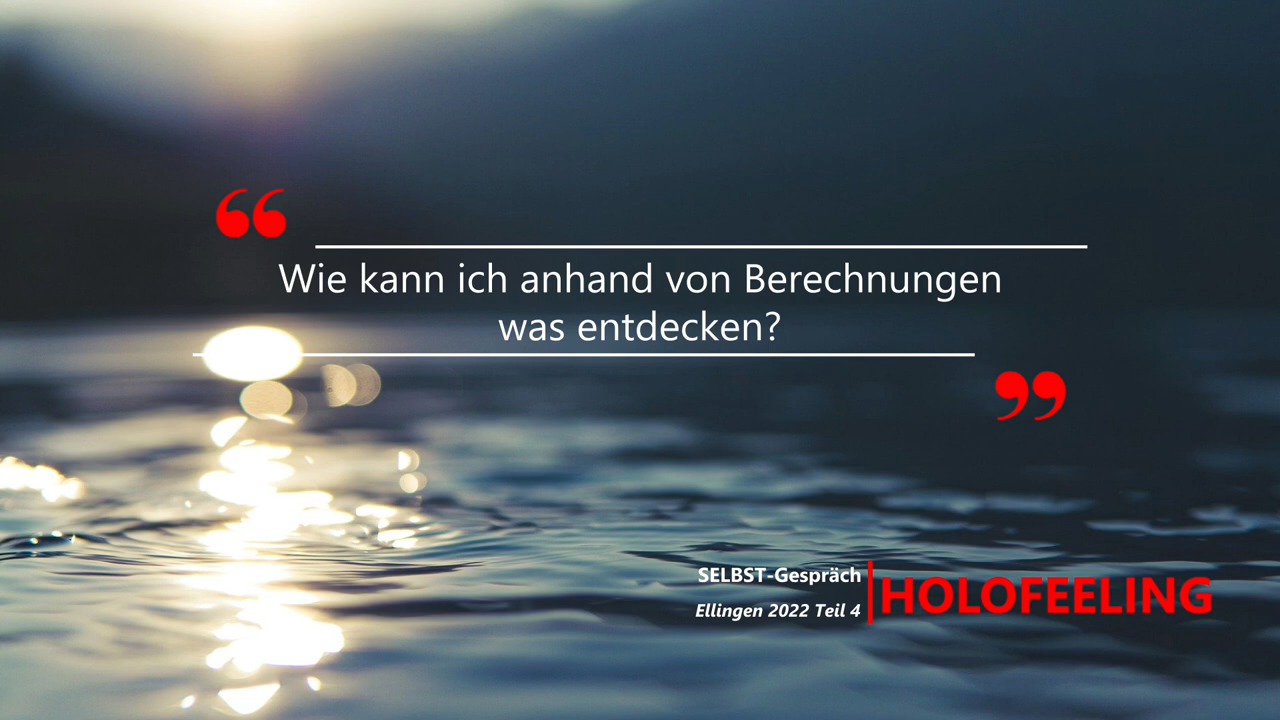 “
Wie kann ich anhand von Berechnungen
was entdecken?
”
SELBST-Gespräch
Ellingen 2022 Teil 4
HOLOFEELING